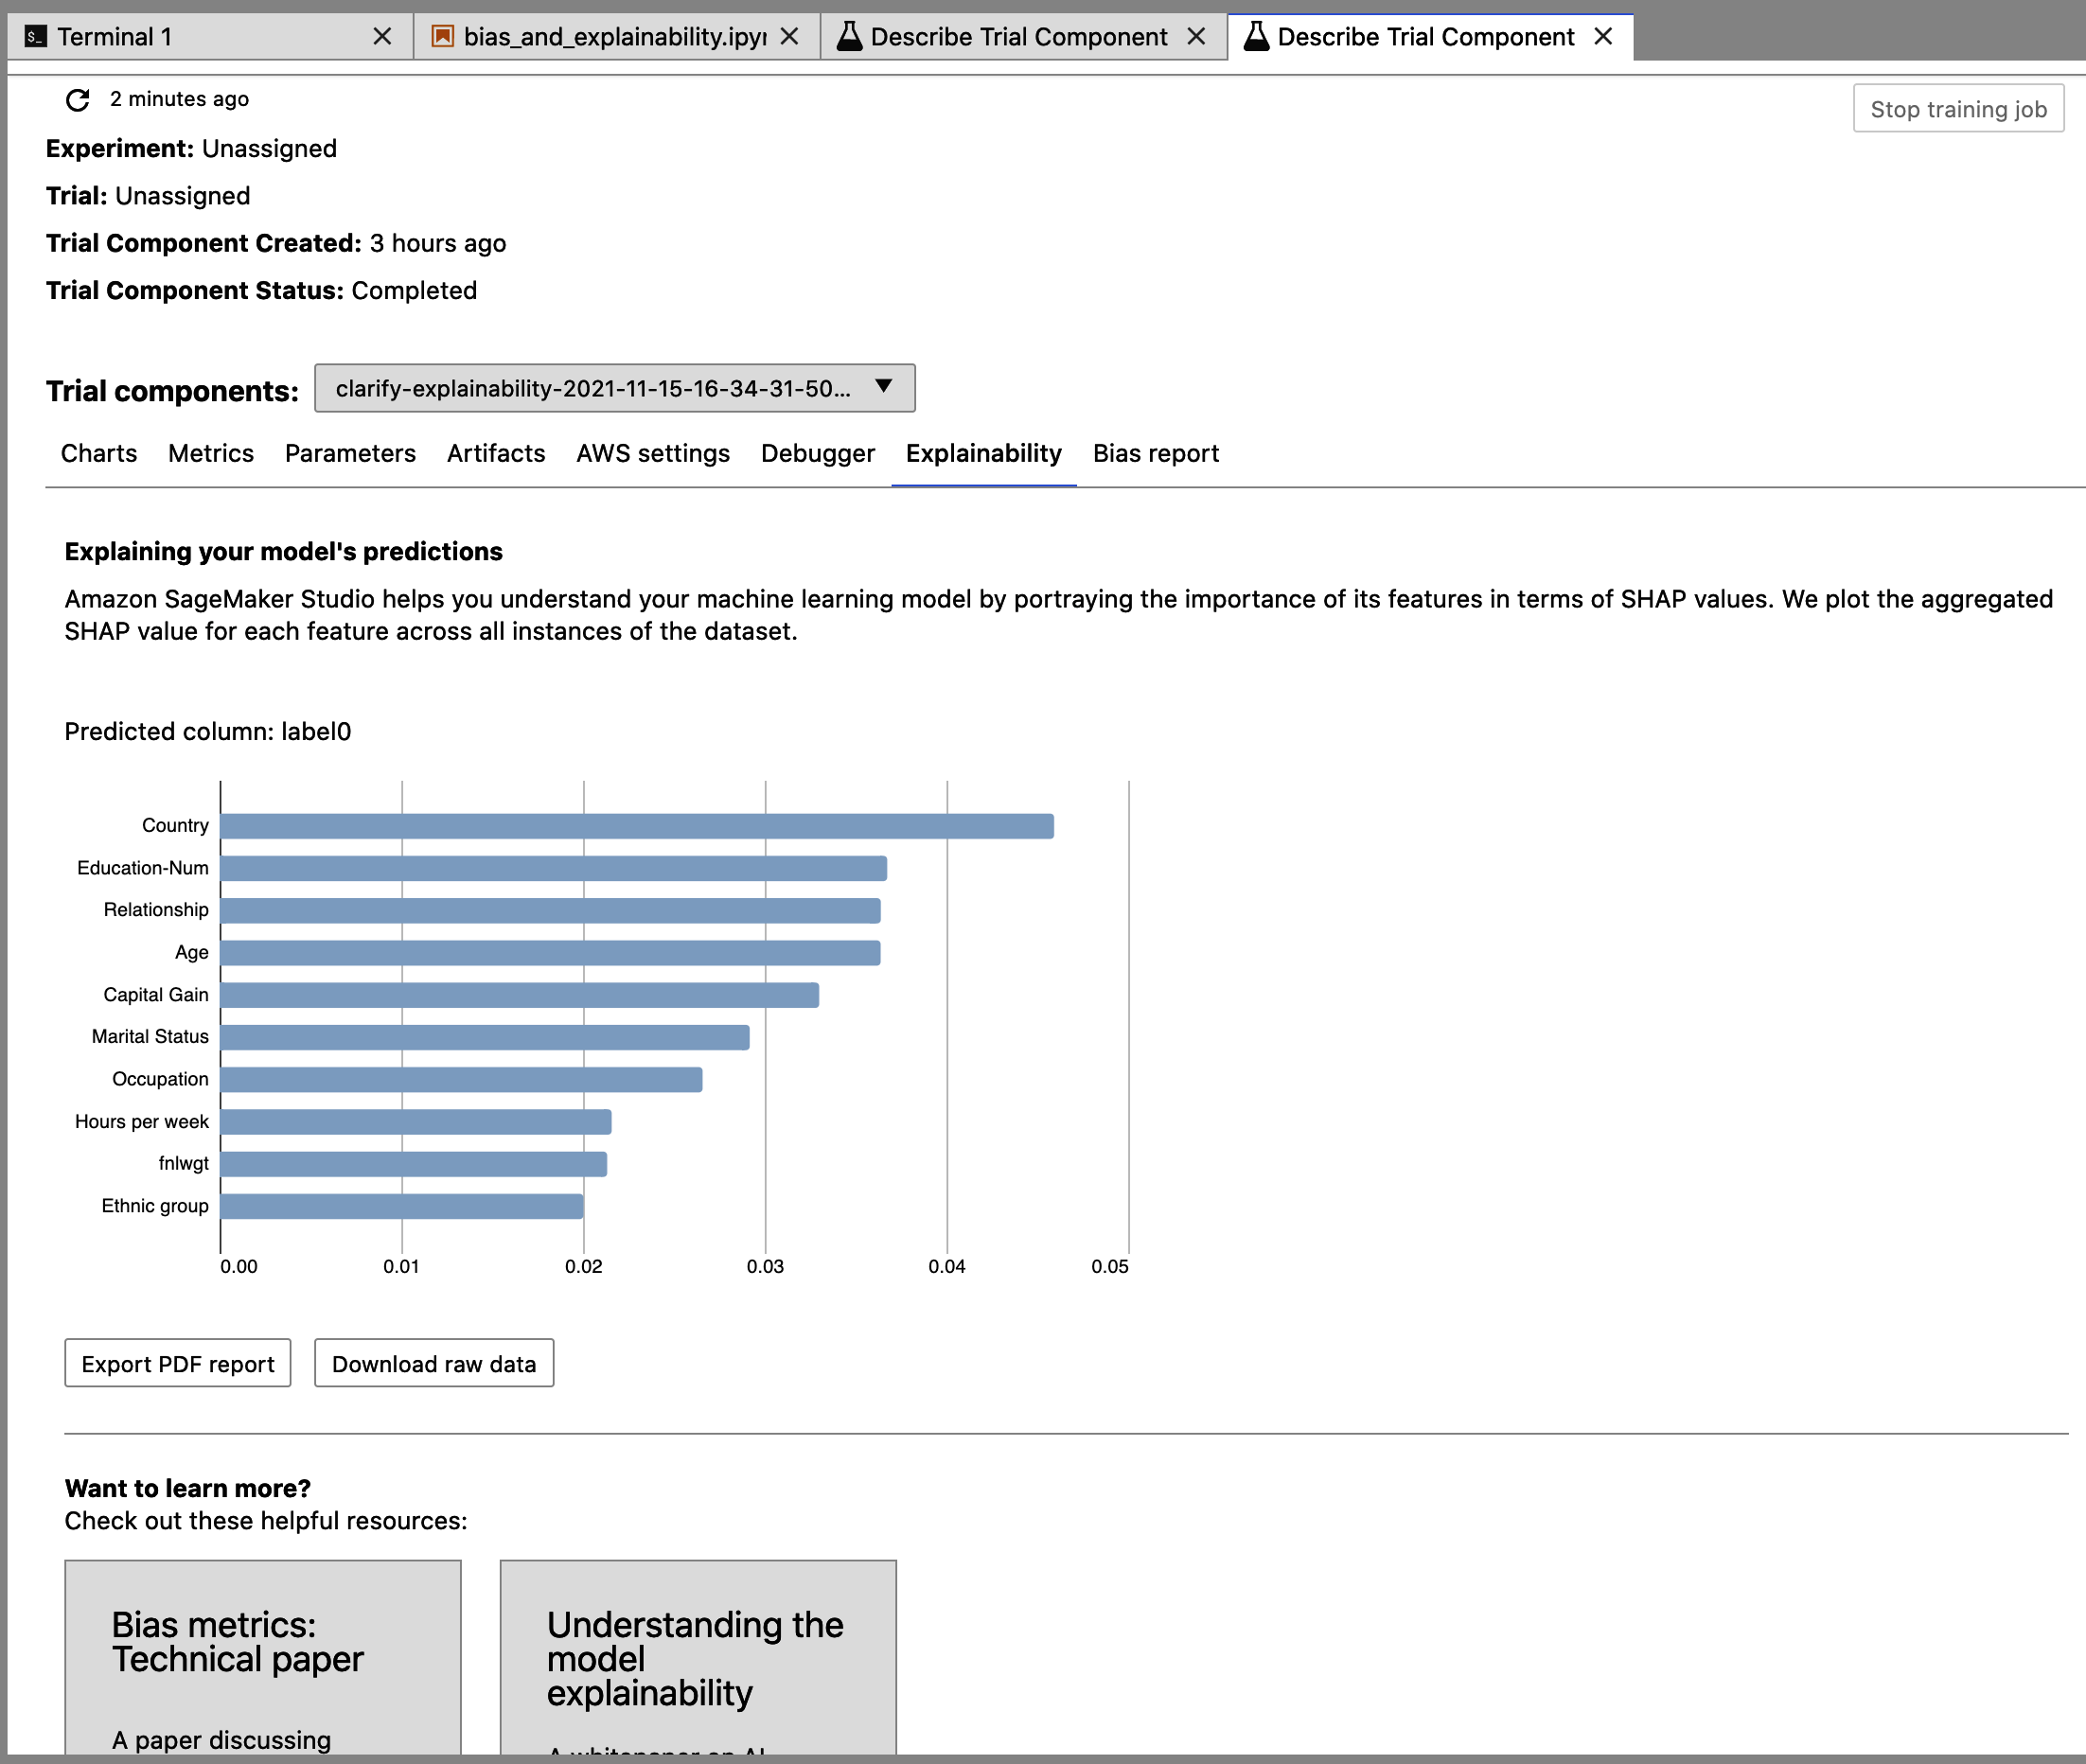 Terminal 1
bias_and_explainability.ipyr
Describe Trial Component
Describe Trial Component
2 minutes ago
Stop training job
Experiment: Unassigned
Trial: Unassigned
Trial Component Created: 3 hours ago
Trial Component Status: Completed
Trial components: clarify-explainability-2021-11-15-16-34-31-50...
Charts Metrics Parameters Artifacts AWS settings Debugger Explainability Bias report
Explaining your model's predictions
Amazon SageMaker Studio helps you understand your machine learning model by portraying the importance of its features in terms of SHAP values. We plot the aggregated
SHAP value for each feature across all instances of the dataset.
Predicted column: label0
Country
Education-Num
Relationship
Age
Capital Gain
Marital Status
Occupation
Hours per week
fnlwgt
Ethnic group
0.00 0.01 0.02 0.03 0.04 0.05
Export PDF report
Download raw data
Want to learn more?
Check out these helpful resources:
Bias metrics:
Technical paper
A paper discussing
Understanding the
model
explainability
A whitepaper on AI